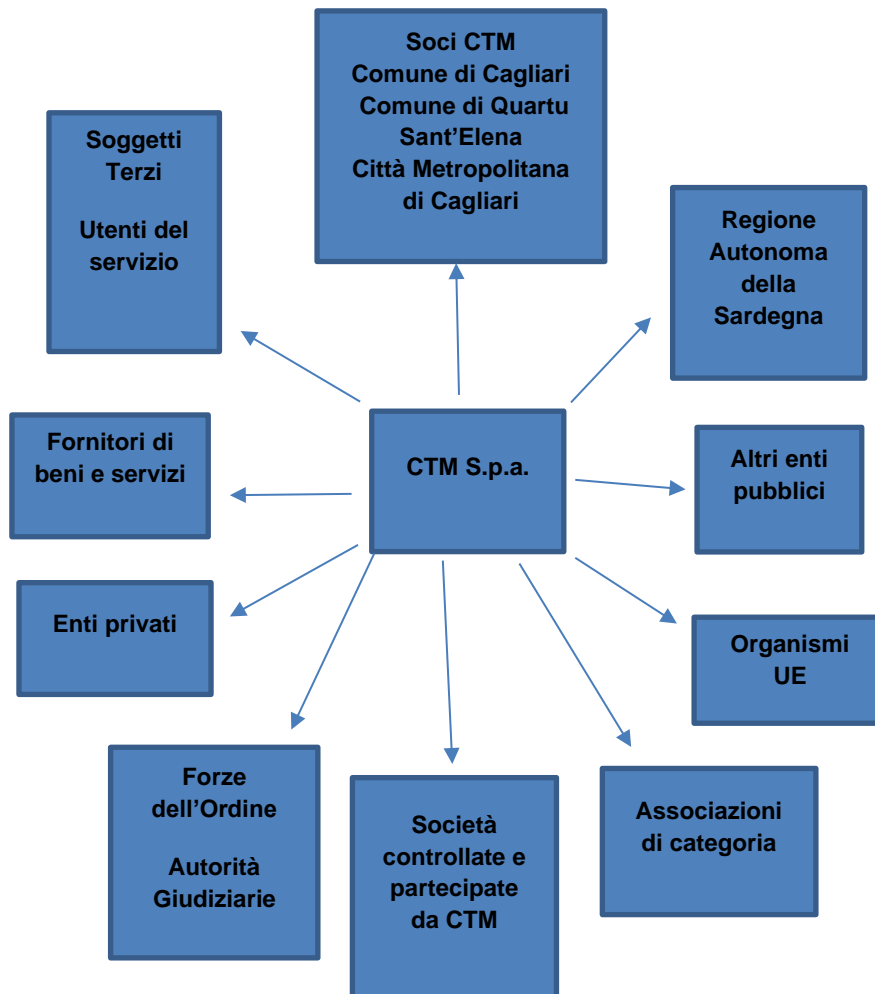 Soci CTM
Comune di Cagliari
Comune di Quartu
Sant’Elena
Città Metropolitana
di Cagliari
Soggetti
Terzi
Utenti del
servizio
Regione
Autonoma
della
Sardegna
Fornitori di
beni e servizi
CTM S.p.a.
Altri enti
pubblici
Enti privati
Organismi
UE
Forze
dell’Ordine
Autorità
Giudiziarie
Società
controllate e
partecipate
da CTM
Associazioni
di categoria